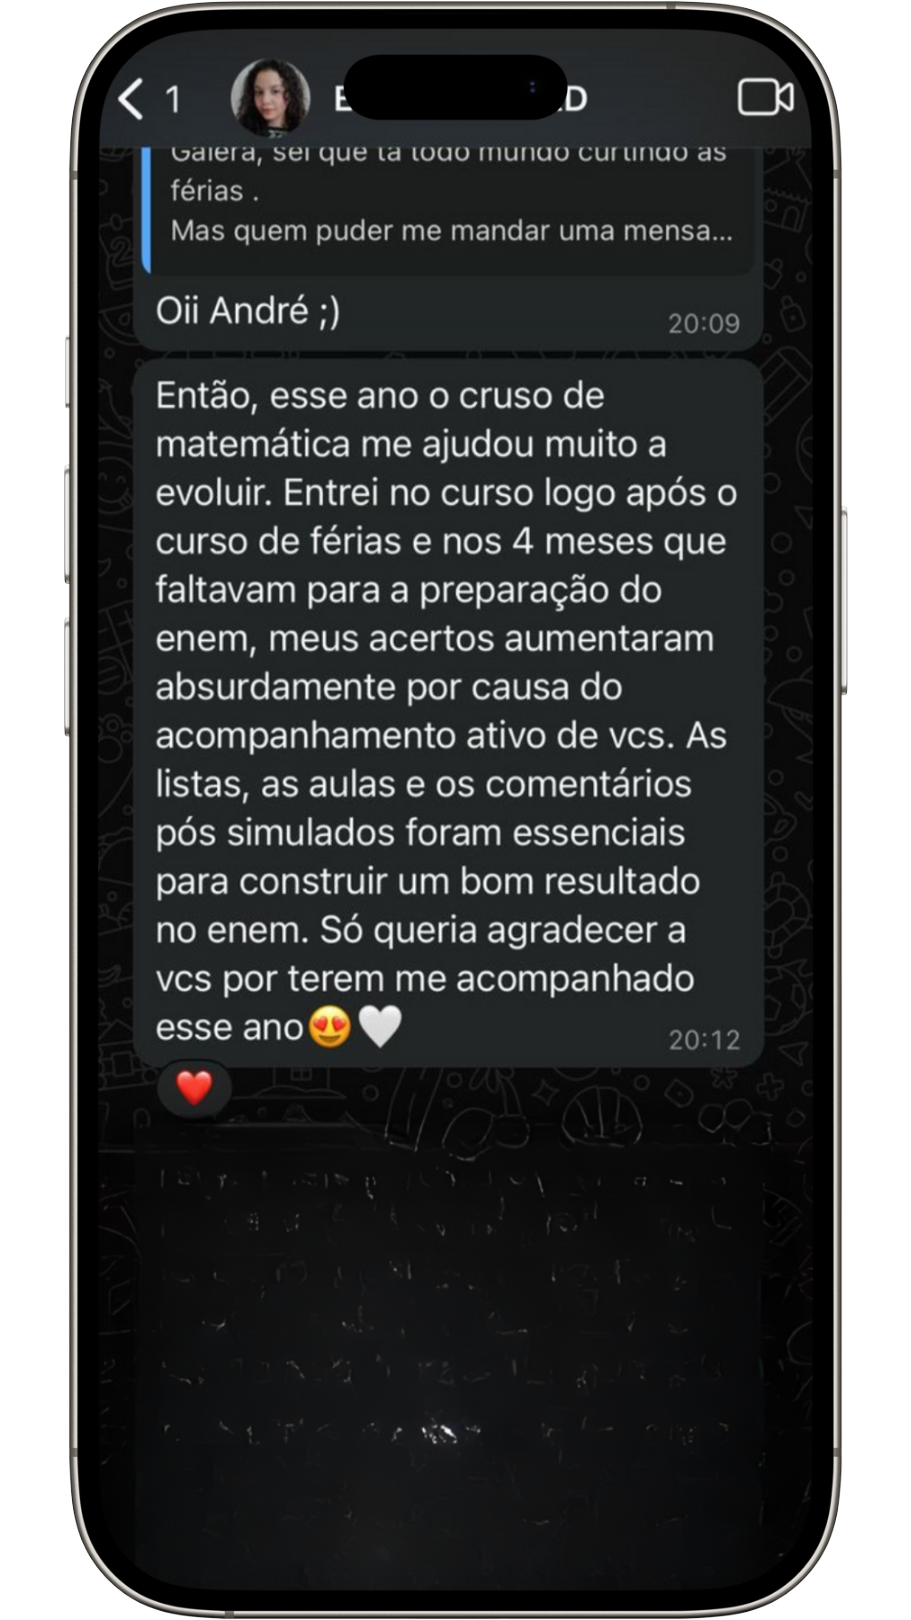 1
Galera, sei que tá todo mundo curtindo as
férias .
Mas quem puder me mandar uma mensa...
Oii André ;)
20:09
Então, esse ano o cruso de
matemática me ajudou muito a
evoluir. Entrei no curso logo após o
curso de férias e nos 4 meses que
faltavam para a preparação do
enem, meus acertos aumentaram
absurdamente por causa do
acompanhamento ativo de vcs. As
listas, as aulas e os comentários
pós simulados foram essenciais
para construir um bom resultado
no enem. Só queria agradecer a
vcs por terem me acompanhado
esse ano😍🤍
20:12
❤️